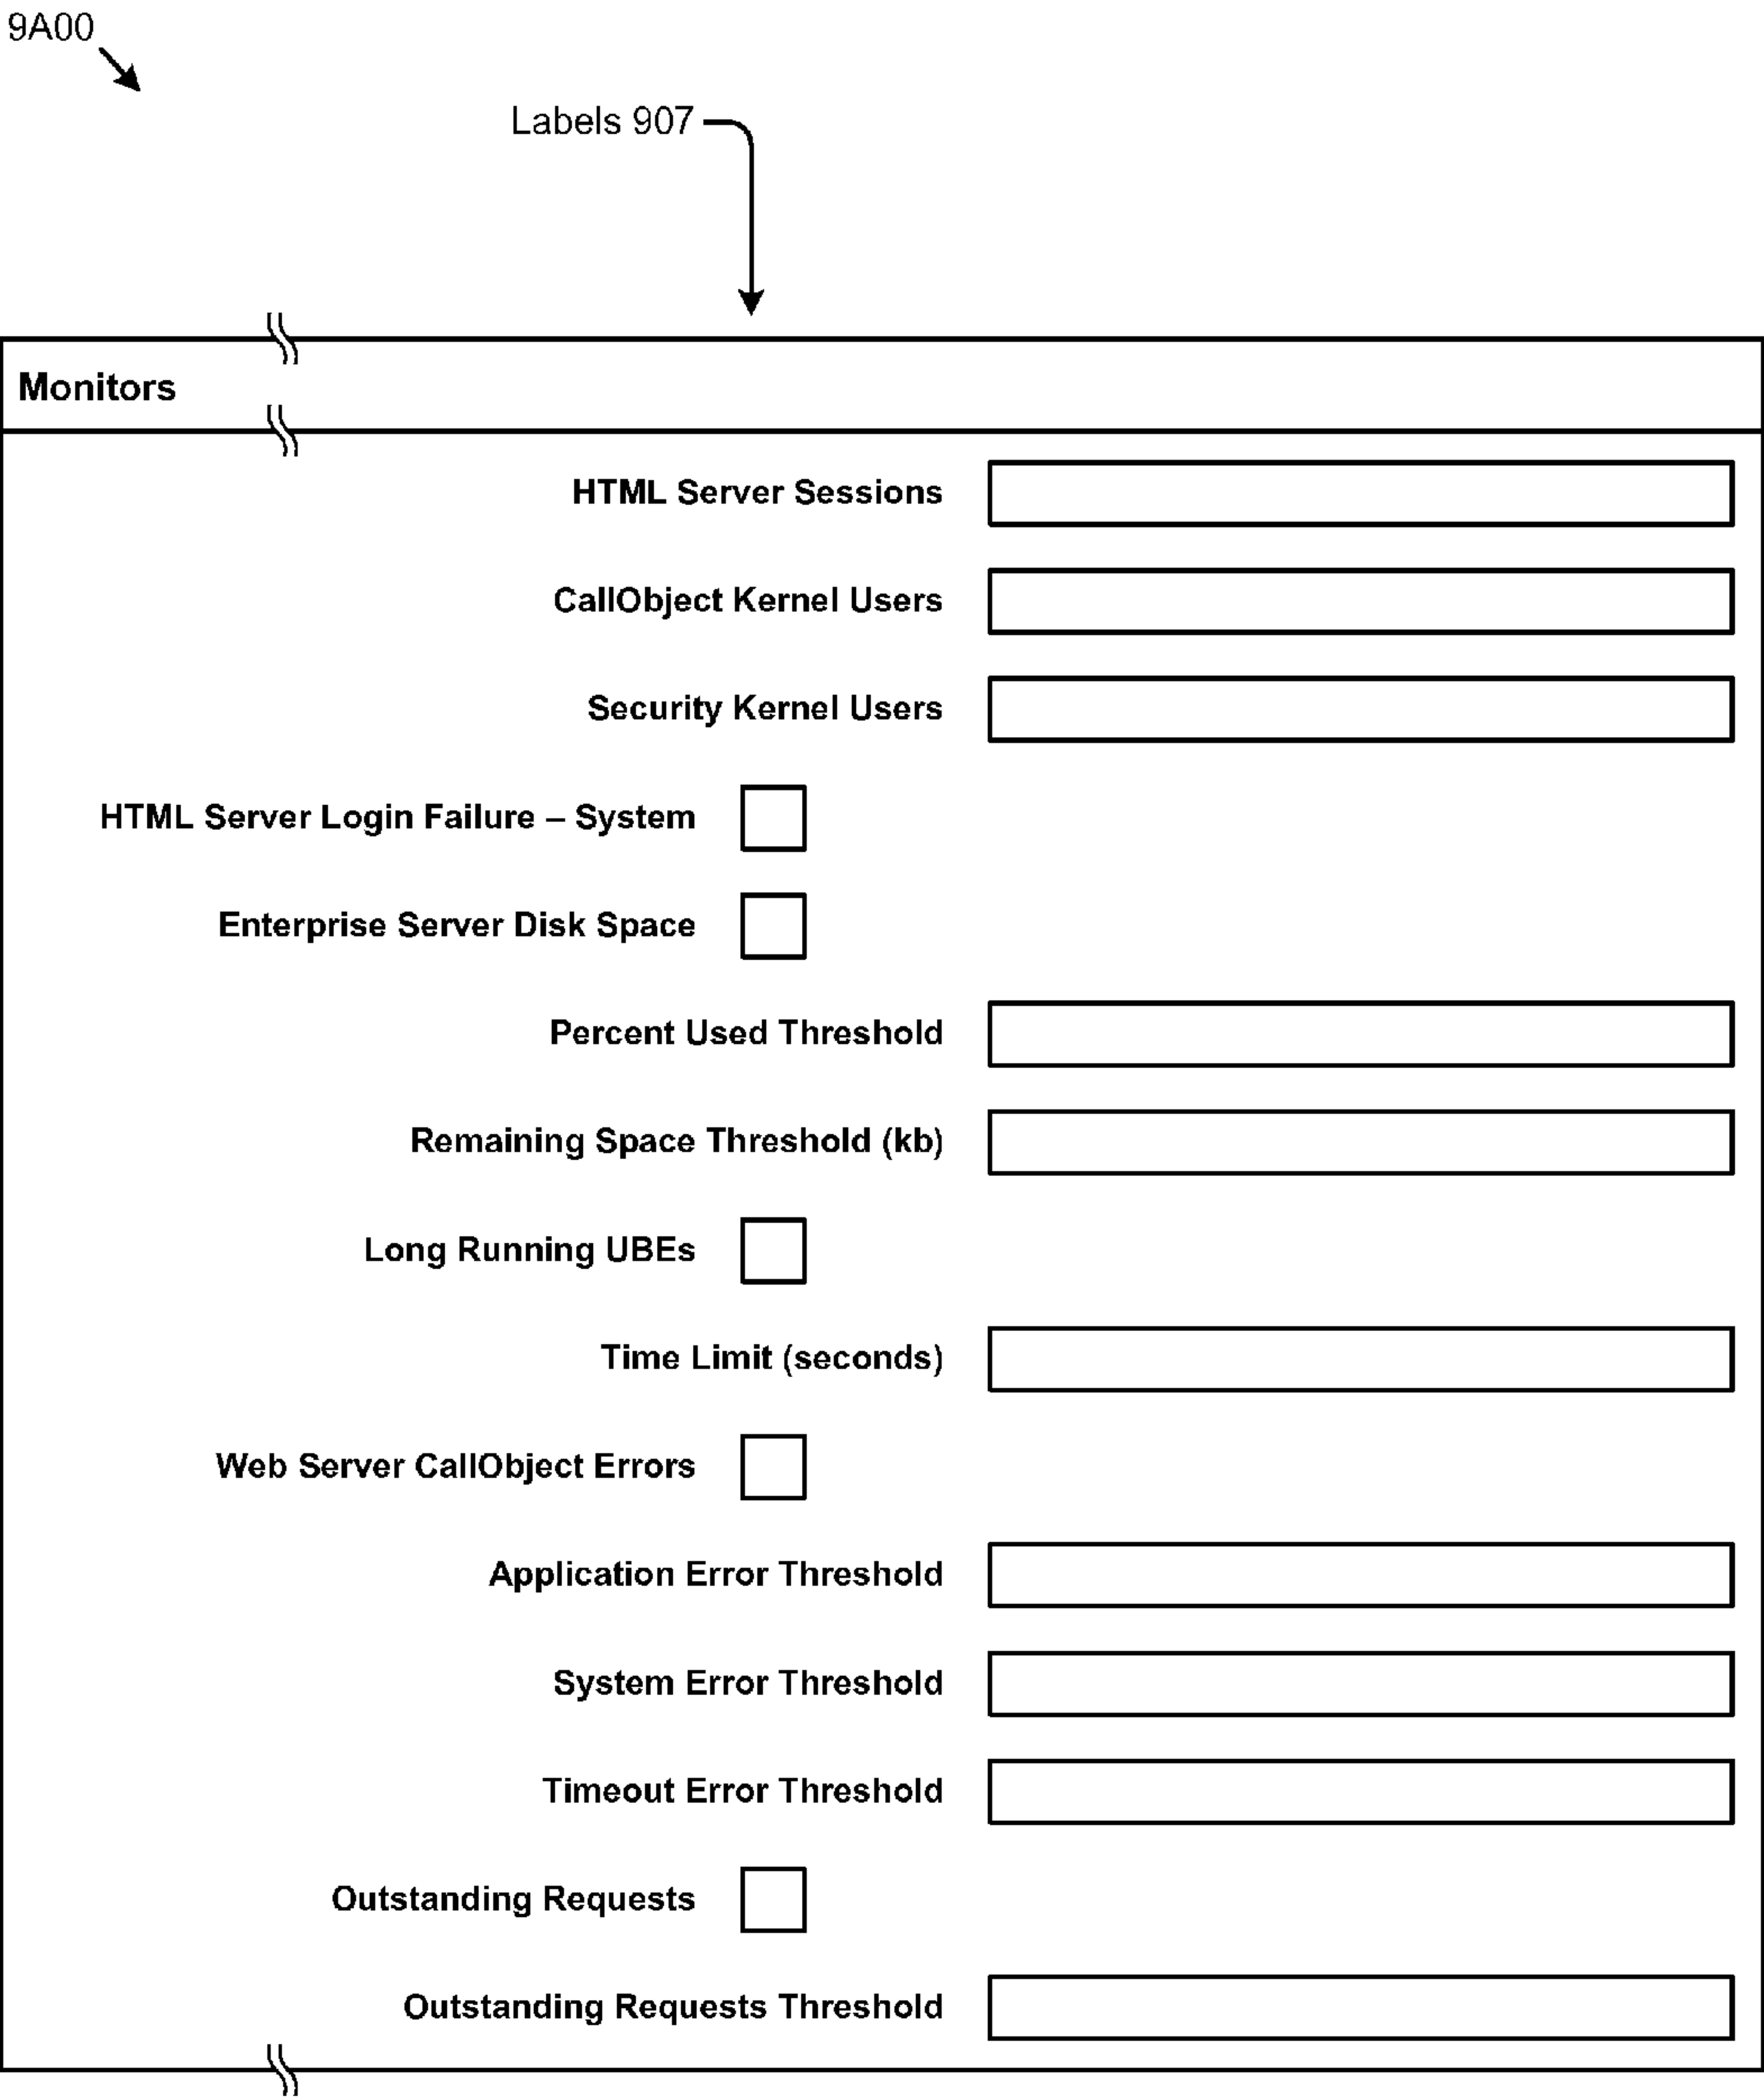 9A00
Labels 907
Monitors
HTML Server Sessions
CallObject Kernel Users
Security Kernel Users
HTML Server Login Failure – System
Enterprise Server Disk Space
Percent Used Threshold
Remaining Space Threshold (kb)
Long Running UBEs
Time Limit (seconds)
Web Server CallObject Errors
Application Error Threshold
System Error Threshold
Timeout Error Threshold
Outstanding Requests
Outstanding Requests Threshold